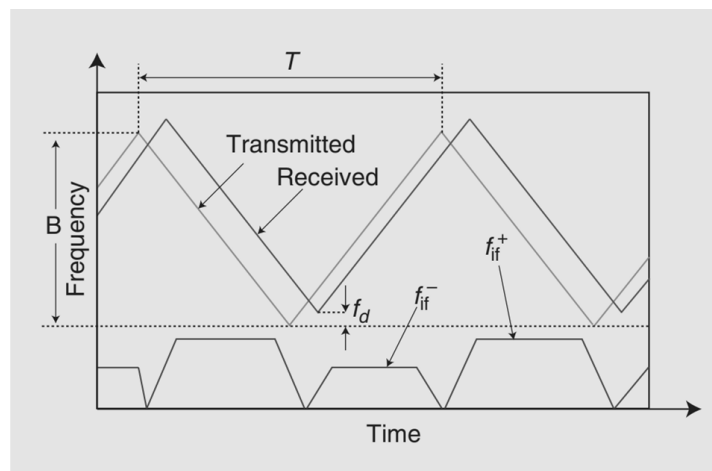 T
Transmitted
Received
B
Frequency
f_if^+
f_if^−
f_d
Time